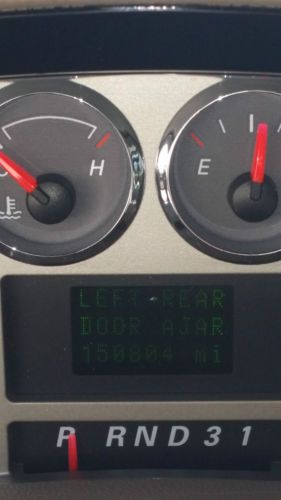 C H
E
LEFT REAR
DOOR AJAR
150804 mi
P R N D 3 1